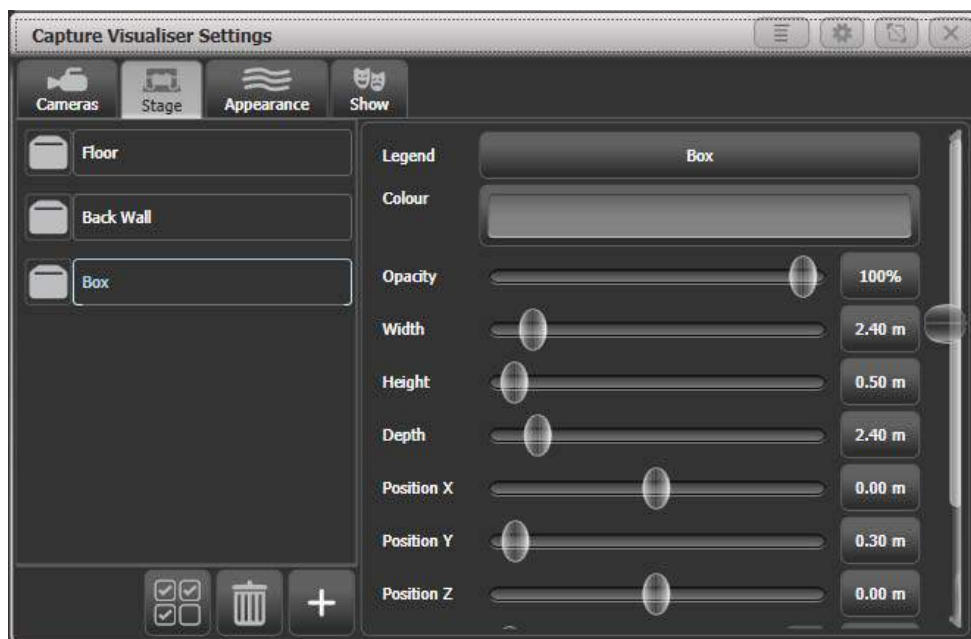 Capture Visualiser Settings
Cameras Stage Appearance Show
Floor
Back Wall
Box
Legend Box
Colour
Opacity 100%
Width 2.40 m
Height 0.50 m
Depth 2.40 m
Position X 0.00 m
Position Y 0.30 m
Position Z 0.00 m